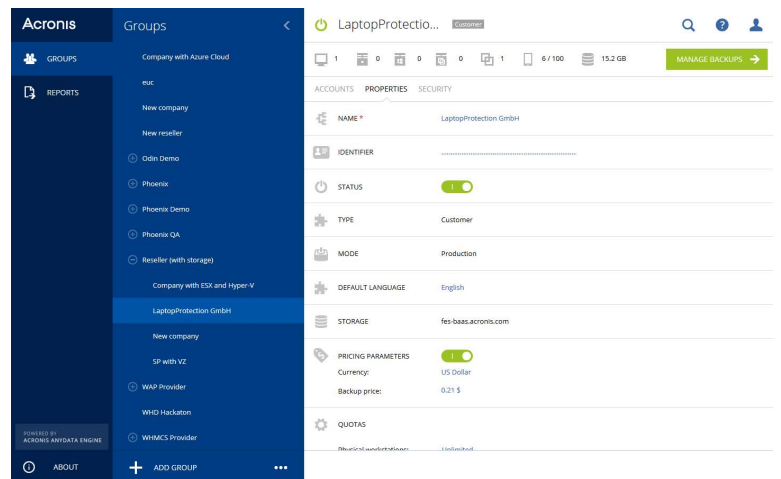 Acronis
GROUPS
REPORTS
POWERED BY
ACRONIS ANYDATA ENGINE
ABOUT
Groups
Company with Azure Cloud
euc
New company
New reseller
Odin Demo
Phoenix
Phoenix Demo
Phoenix QA
Reseller (with storage)
Company with ESX and Hyper-V
LaptopProtection GmbH
New company
SP with VZ
WAP Provider
WHD Hackaton
WHMCS Provider
ADD GROUP
LaptopProtectio... Customer
1 0 0 0 1 6 / 100 15.2 GB MANAGE BACKUPS
ACCOUNTS PROPERTIES SECURITY
NAME * LaptopProtection GmbH
IDENTIFIER
STATUS
TYPE Customer
MODE Production
DEFAULT LANGUAGE English
STORAGE fes-baas.acronis.com
PRICING PARAMETERS
Currency: US Dollar
Backup price: 0.21 $
QUOTAS
Physical workstations: Unlimited